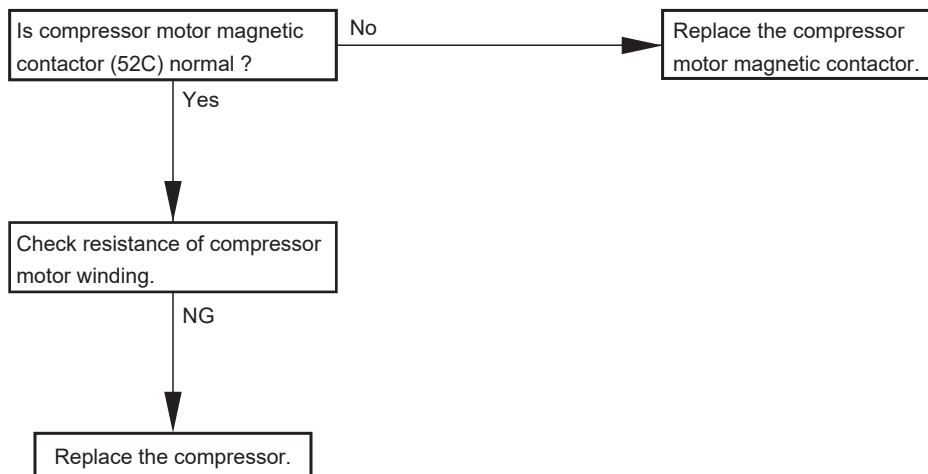 Is compressor motor magnetic
contactor (52C) normal ?
No
Replace the compressor
motor magnetic contactor.
Yes
Check resistance of compressor
motor winding.
NG
Replace the compressor.